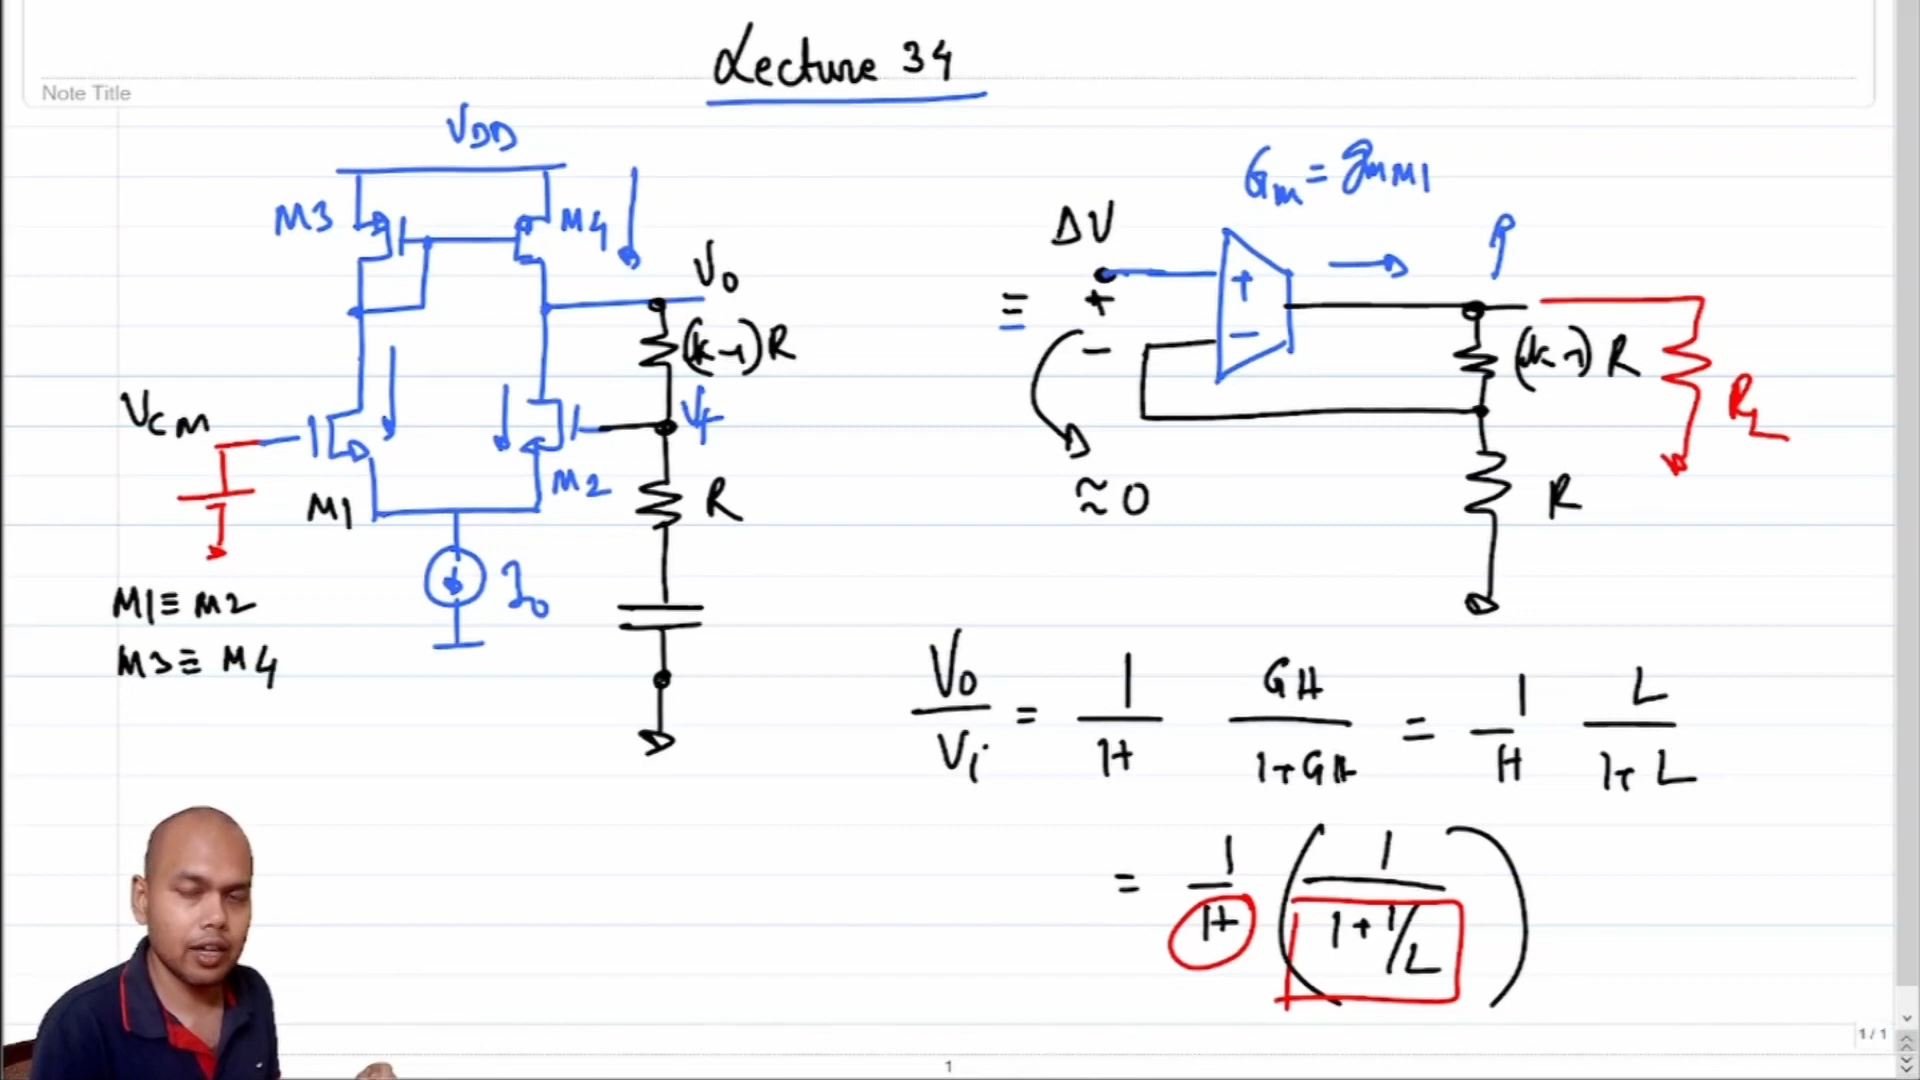 Lecture 34
Note Title
VDD
M3
M4
Vo
(k-1)R
VCM
Vf
M1
M2
R
Io
M1 ≡ M2
M3 ≡ M4
Gm = gmM1
ΔV
+
-
≡
+
-
(k-1)R
RL
≈ 0
R
Vo/Vi = 1/H GH/(1+GH) = 1/H L/(1+L)
= 1/H (1/(1+1/L))
1/1
1